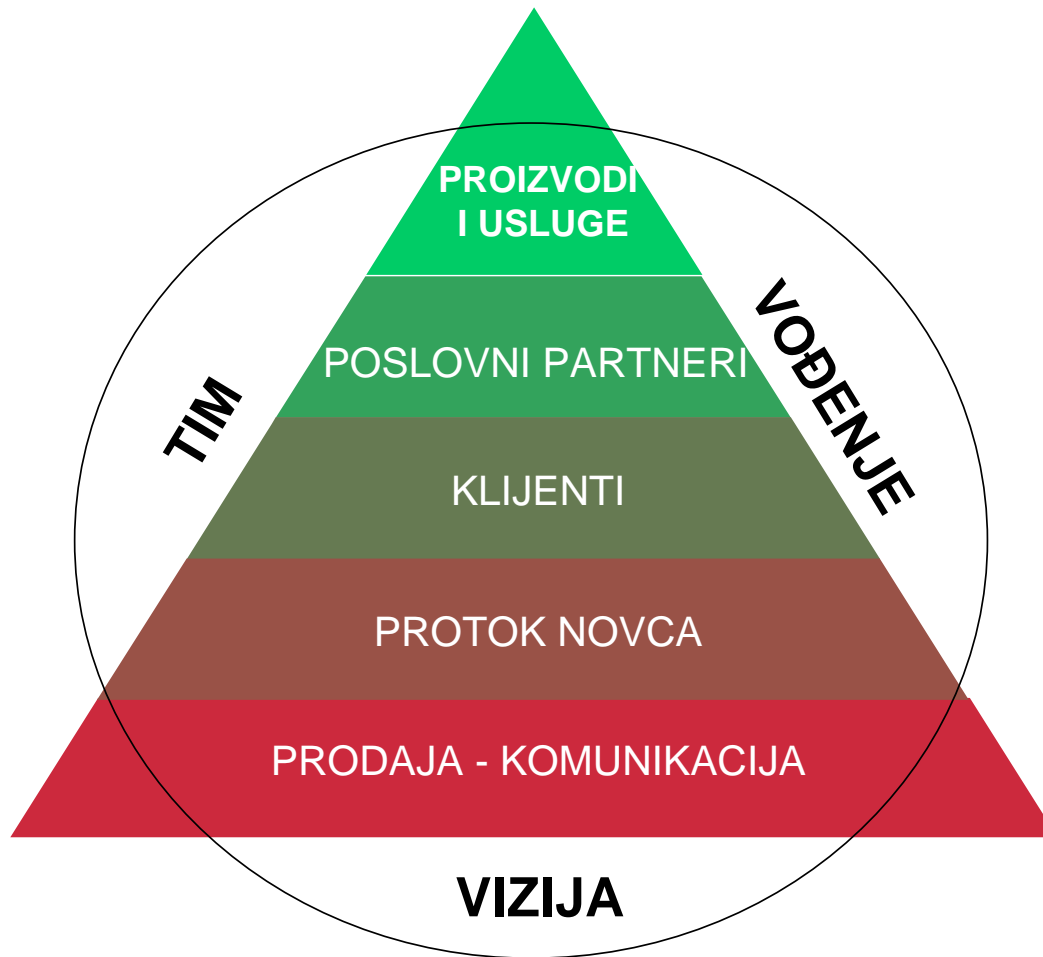 PROIZVODI
I USLUGE
POSLOVNI PARTNERI
KLIJENTI
PROTOK NOVCA
PRODAJA - KOMUNIKACIJA
TIM
VOĐENJE
VIZIJA